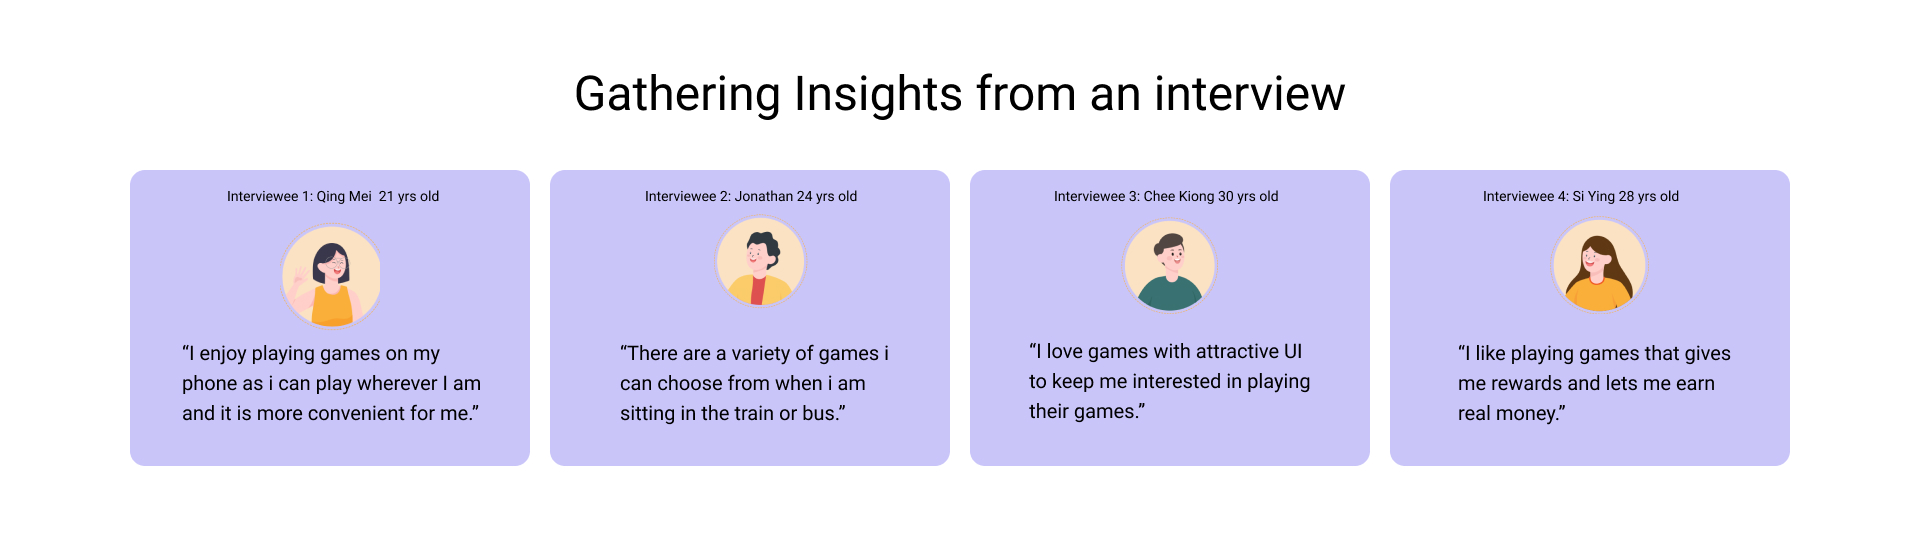 Gathering Insights from an interview
Interviewee 1: Qing Mei  21 yrs old
“I enjoy playing games on my
phone as i can play wherever I am
and it is more convenient for me.”
Interviewee 2: Jonathan 24 yrs old
“There are a variety of games i
can choose from when i am
sitting in the train or bus.”
Interviewee 3: Chee Kiong 30 yrs old
“I love games with attractive UI
to keep me interested in playing
their games.”
Interviewee 4: Si Ying 28 yrs old
“I like playing games that gives
me rewards and lets me earn
real money.”